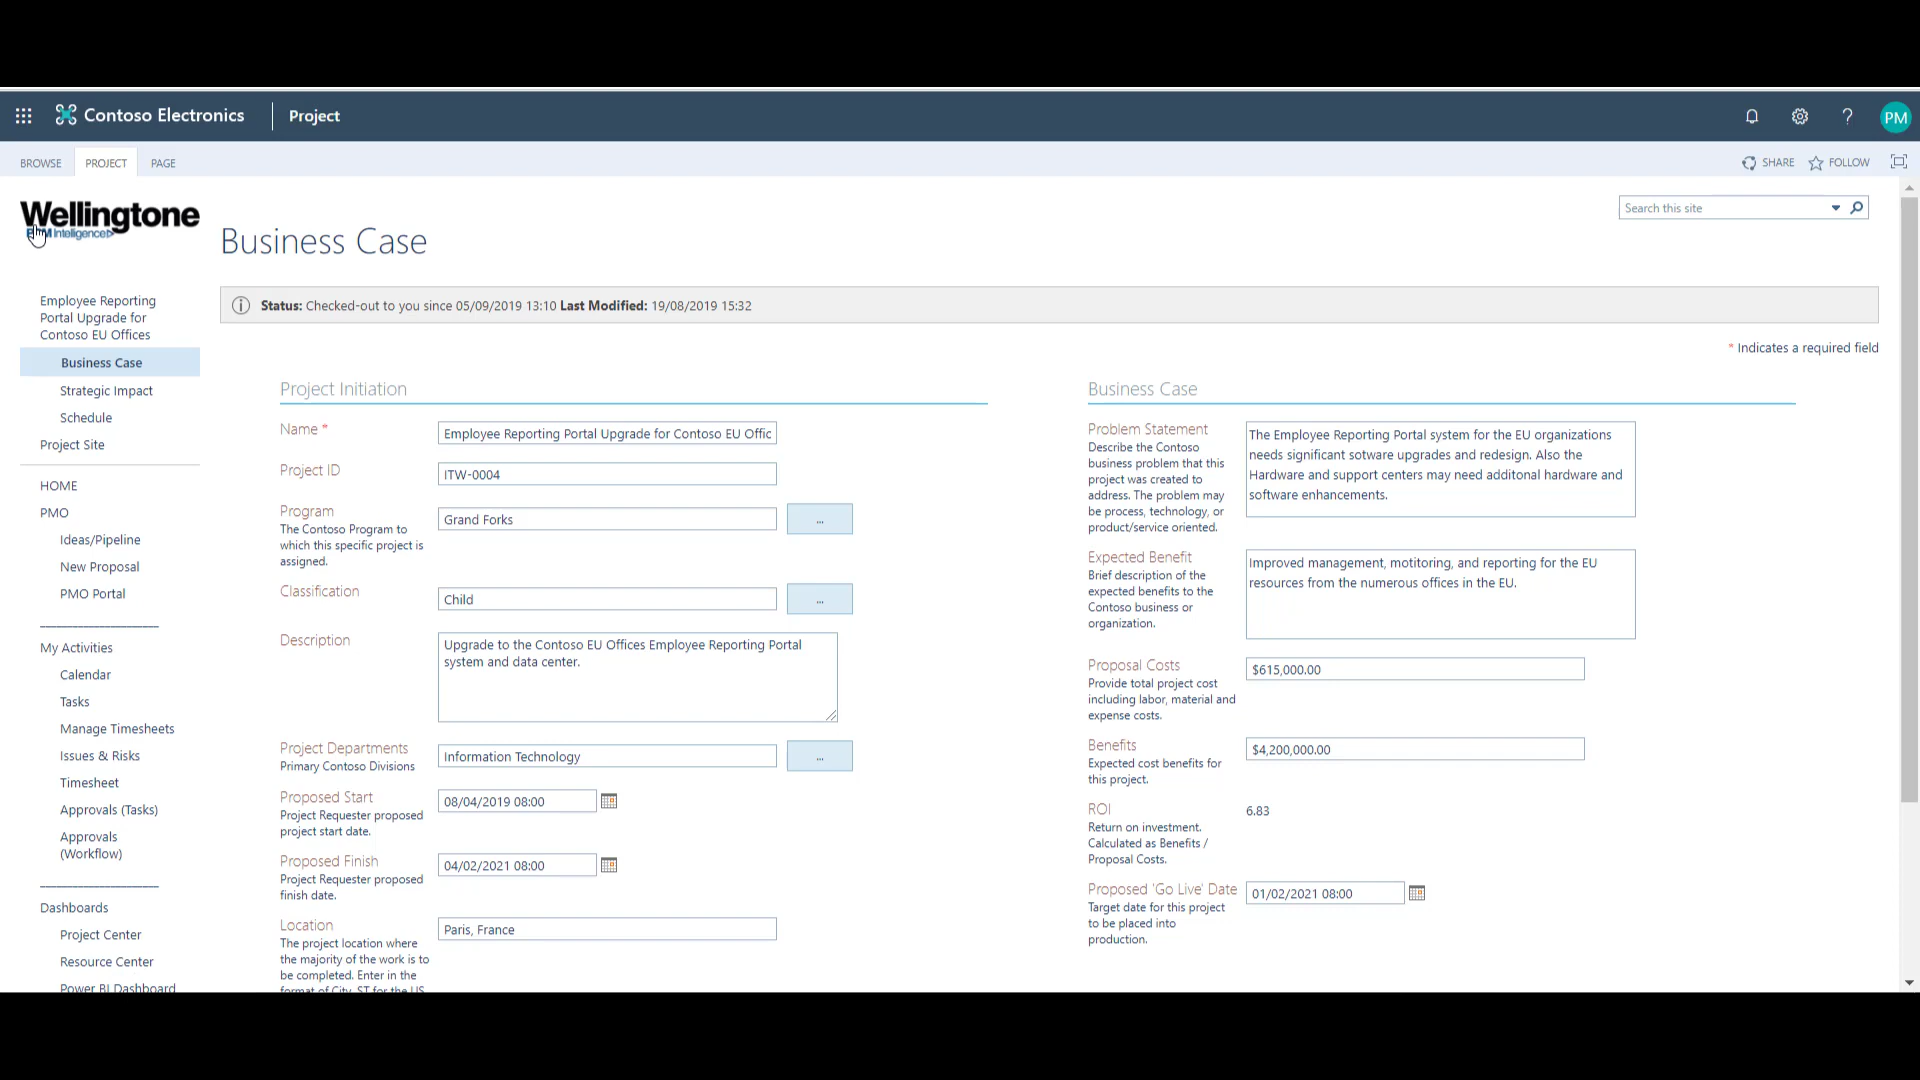 Contoso Electronics
Project
PM
BROWSE
PROJECT
PAGE
SHARE
FOLLOW
Wellingtone
Intelligence
Search this site
Business Case
Status: Checked-out to you since 05/09/2019 13:10 Last Modified: 19/08/2019 15:32
* Indicates a required field
Employee Reporting
Portal Upgrade for
Contoso EU Offices
Business Case
Strategic Impact
Schedule
Project Site
HOME
PMO
Ideas/Pipeline
New Proposal
PMO Portal
My Activities
Calendar
Tasks
Manage Timesheets
Issues & Risks
Timesheet
Approvals (Tasks)
Approvals
(Workflow)
Dashboards
Project Center
Resource Center
Power BI Dashboard
Project Initiation
Name *
Employee Reporting Portal Upgrade for Contoso EU Offic
Project ID
ITW-0004
Program
The Contoso Program to
which this specific project is
assigned.
Grand Forks
...
Classification
Child
...
Description
Upgrade to the Contoso EU Offices Employee Reporting Portal
system and data center.
Project Departments
Primary Contoso Divisions
Information Technology
...
Proposed Start
Project Requester proposed
project start date.
08/04/2019 08:00
Proposed Finish
Project Requester proposed
finish date.
04/02/2021 08:00
Location
The project location where
the majority of the work is to
be completed. Enter in the
format of City, ST for the US
Paris, France
Business Case
Problem Statement
Describe the Contoso
business problem that this
project was created to
address. The problem may
be process, technology, or
product/service oriented.
The Employee Reporting Portal system for the EU organizations
needs significant sotware upgrades and redesign. Also the
Hardware and support centers may need additonal hardware and
software enhancements.
Expected Benefit
Brief description of the
expected benefits to the
Contoso business or
organization.
Improved management, motitoring, and reporting for the EU
resources from the numerous offices in the EU.
Proposal Costs
Provide total project cost
including labor, material and
expense costs.
$615,000.00
Benefits
Expected cost benefits for
this project.
$4,200,000.00
ROI
Return on investment.
Calculated as Benefits /
Proposal Costs.
6.83
Proposed 'Go Live' Date
Target date for this project
to be placed into
production.
01/02/2021 08:00